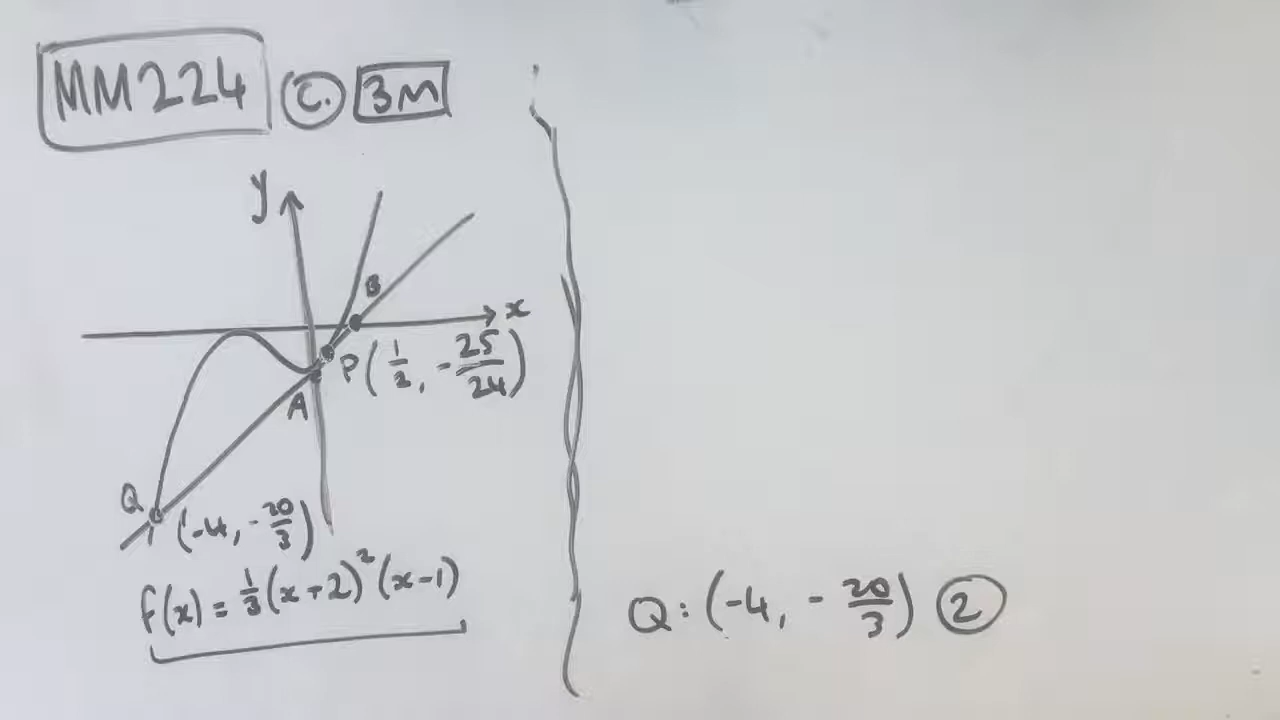 MM224 C. 3M
y
B
x
P(1/2, -25/24)
A
Q
(-4, -20/3)
f(x) = 1/3(x+2)²(x-1)
Q: (-4, -20/3) 2